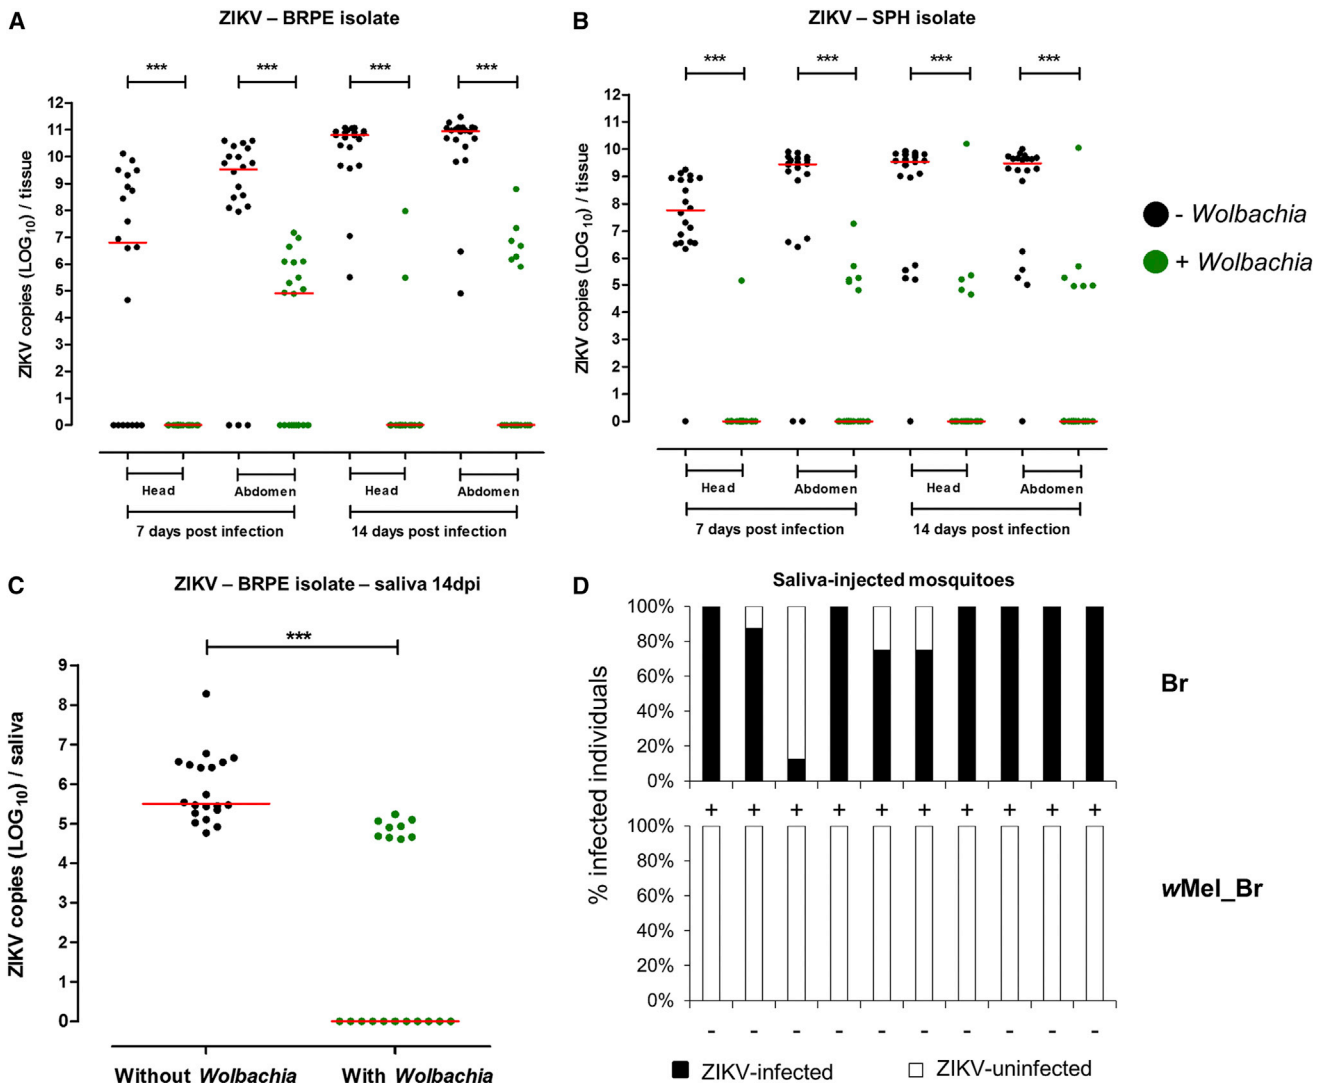 A
ZIKV – BRPE isolate
*** *** *** ***
ZIKV copies (LOG10) / tissue
12
11
10
9
8
7
6
5
4
3
2
1
0
Head Abdomen Head Abdomen
7 days post infection 14 days post infection
B
ZIKV – SPH isolate
*** *** *** ***
ZIKV copies (LOG10) / tissue
12
11
10
9
8
7
6
5
4
3
2
1
0
Head Abdomen Head Abdomen
7 days post infection 14 days post infection
- Wolbachia
+ Wolbachia
C
ZIKV – BRPE isolate – saliva 14dpi
***
ZIKV copies (LOG10) / saliva
9
8
7
6
5
4
3
2
1
0
Without Wolbachia With Wolbachia
D
Saliva-injected mosquitoes
% infected individuals
100%
80%
60%
40%
20%
0%
+ + + + + + + + + +
Br
100%
80%
60%
40%
20%
0%
- - - - - - - - - -
wMel_Br
ZIKV-infected ZIKV-uninfected